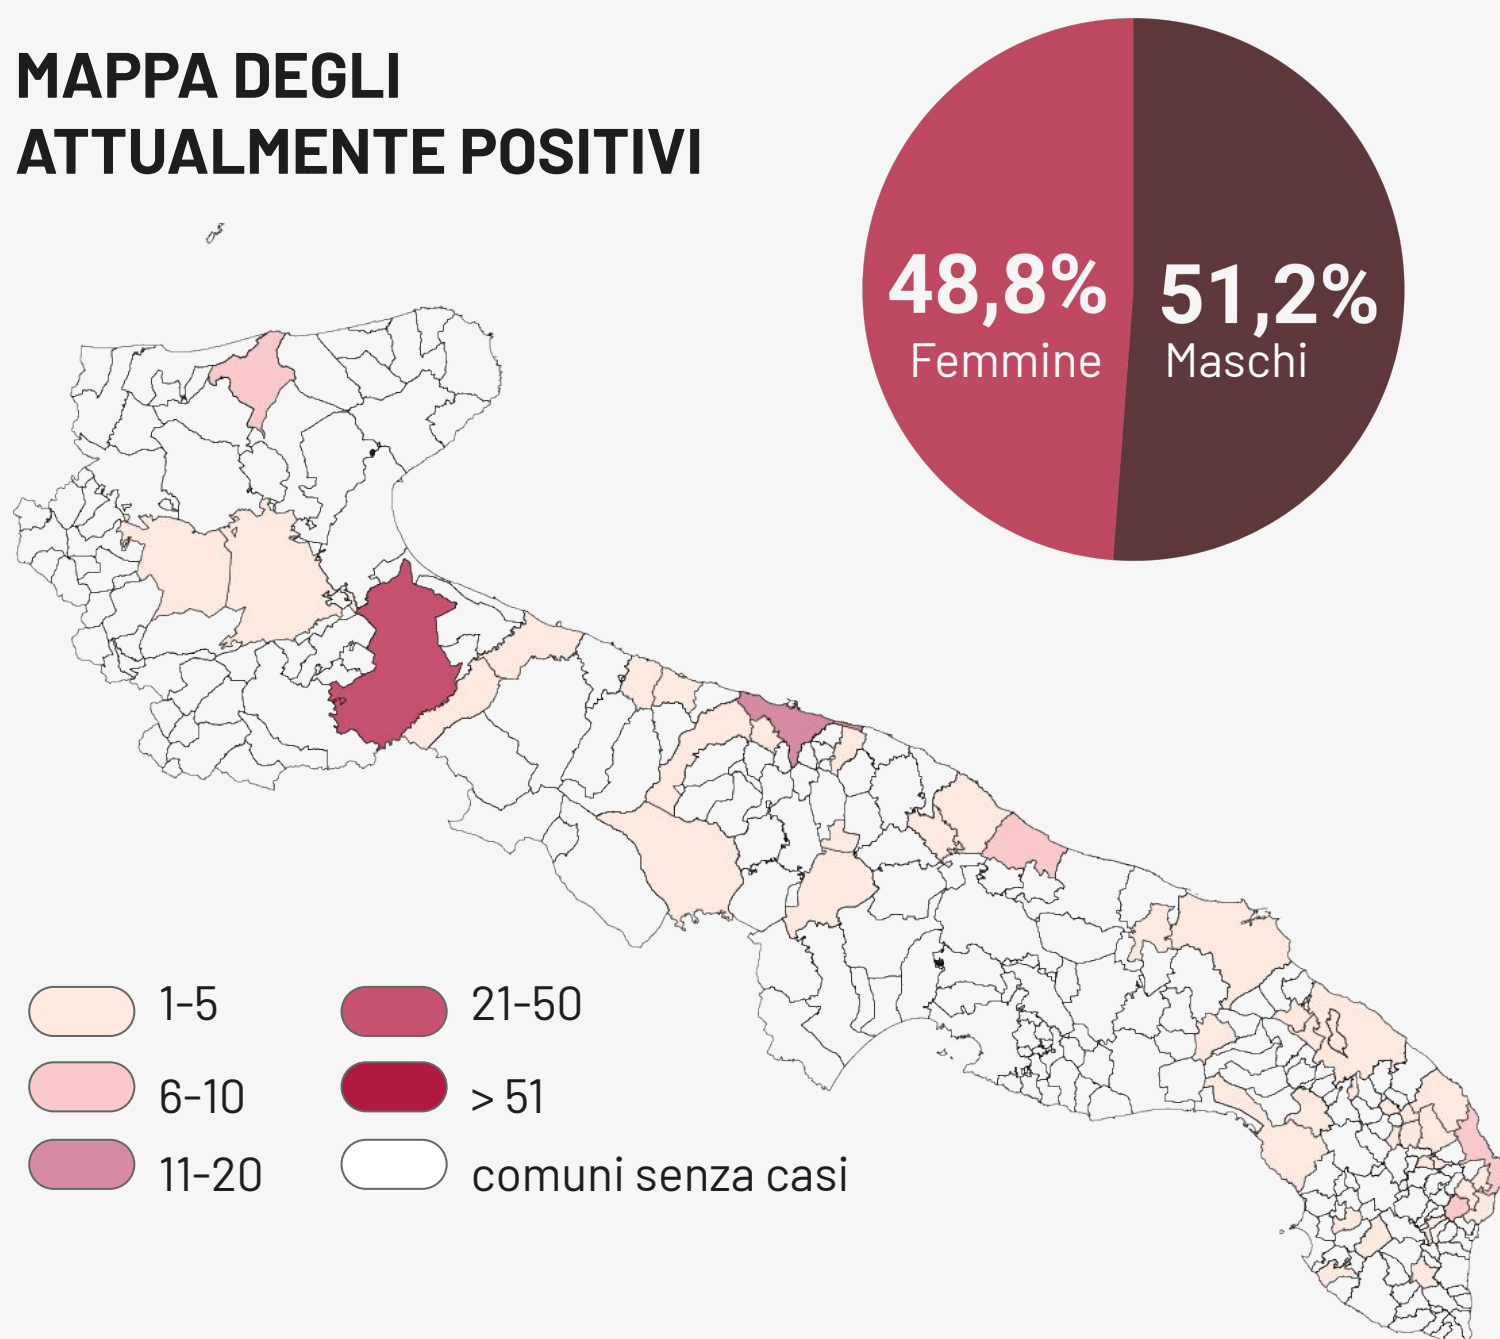 MAPPA DEGLI
ATTUALMENTE POSITIVI
48,8%
Femmine
51,2%
Maschi
1-5
6-10
11-20
21-50
> 51
comuni senza casi